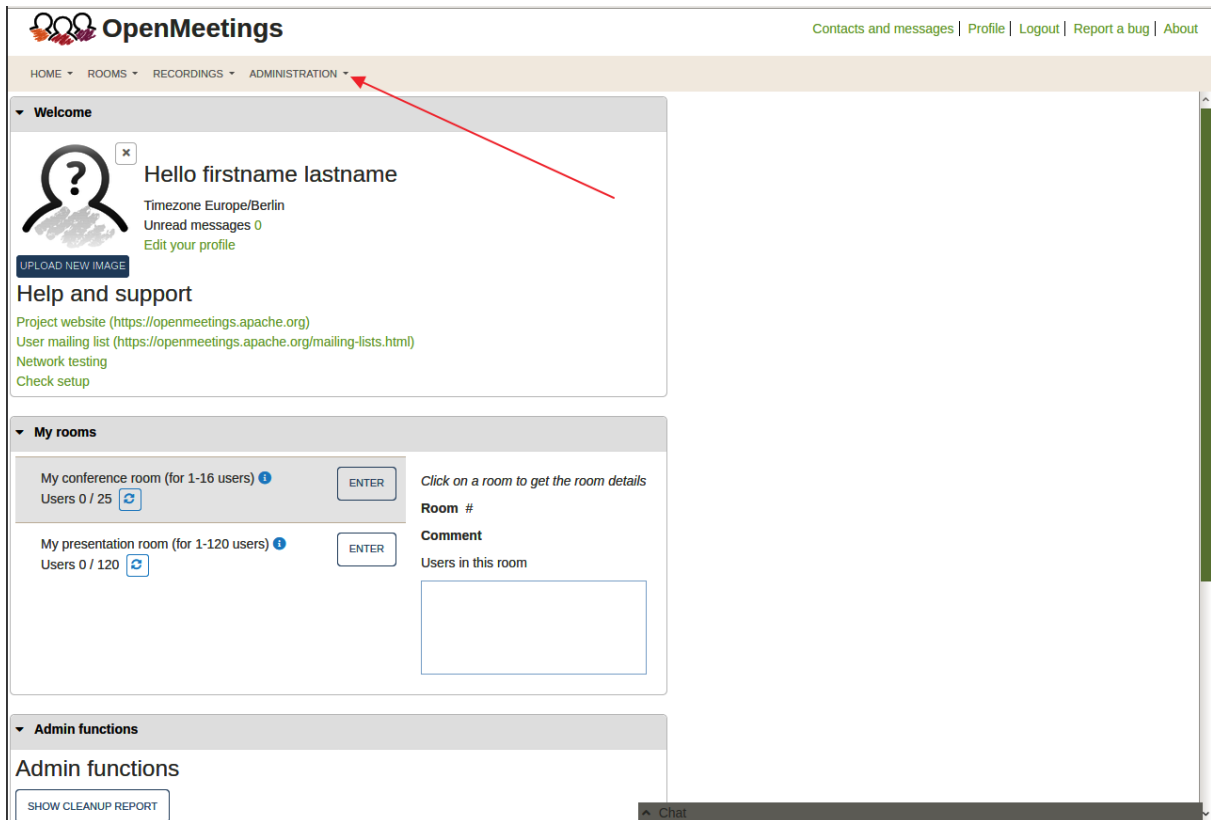 OpenMeetings
Contacts and messages | Profile | Logout | Report a bug | About
HOME ROOMS RECORDINGS ADMINISTRATION
Welcome
Hello firstname lastname
Timezone Europe/Berlin
Unread messages 0
Edit your profile
UPLOAD NEW IMAGE
Help and support
Project website (https://openmeetings.apache.org)
User mailing list (https://openmeetings.apache.org/mailing-lists.html)
Network testing
Check setup
My rooms
My conference room (for 1-16 users)
Users 0 / 25
ENTER
My presentation room (for 1-120 users)
Users 0 / 120
ENTER
Click on a room to get the room details
Room #
Comment
Users in this room
Admin functions
Admin functions
SHOW CLEANUP REPORT
Chat